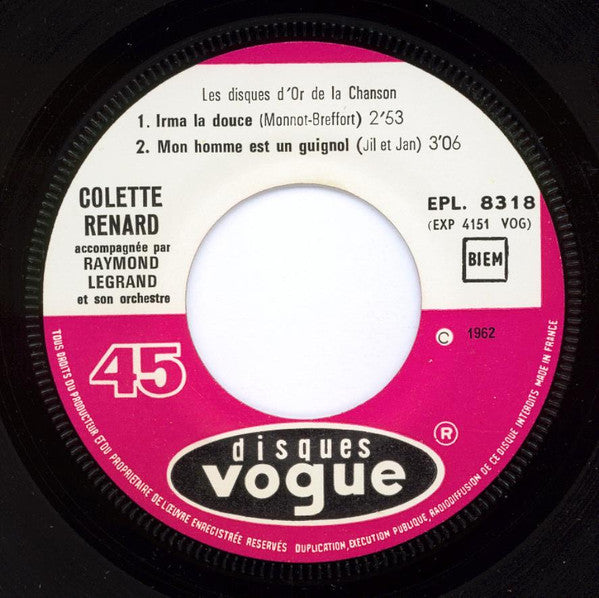 Les disques d'Or de la Chanson
1. Irma la douce (Monnot-Breffort) 2'53
2. Mon homme est un guignol (Jil et Jan) 3'06
COLETTE
RENARD
accompagnée par
RAYMOND
LEGRAND
et son orchestre
EPL. 8318
(EXP 4151 VOG)
BIEM
45
© 1962
disques
vogue
®
TOUS DROITS DU PRODUCTEUR ET DU PROPRIETAIRE DE L'ŒUVRE ENREGISTRÉE RESERVÉS DUPLICATION, EXECUTION PUBLIQUE, RADIODIFFUSION DE CE DISQUE INTERDITS MADE IN FRANCE